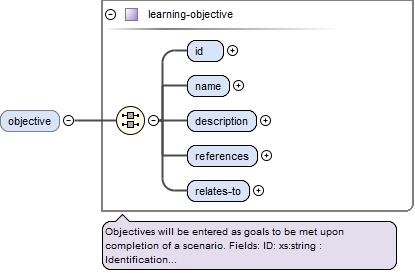 learning-objective
id
name
objective
description
references
relates-to
Objectives will be entered as goals to be met upon
completion of a scenario. Fields: ID: xs:string :
Identification...